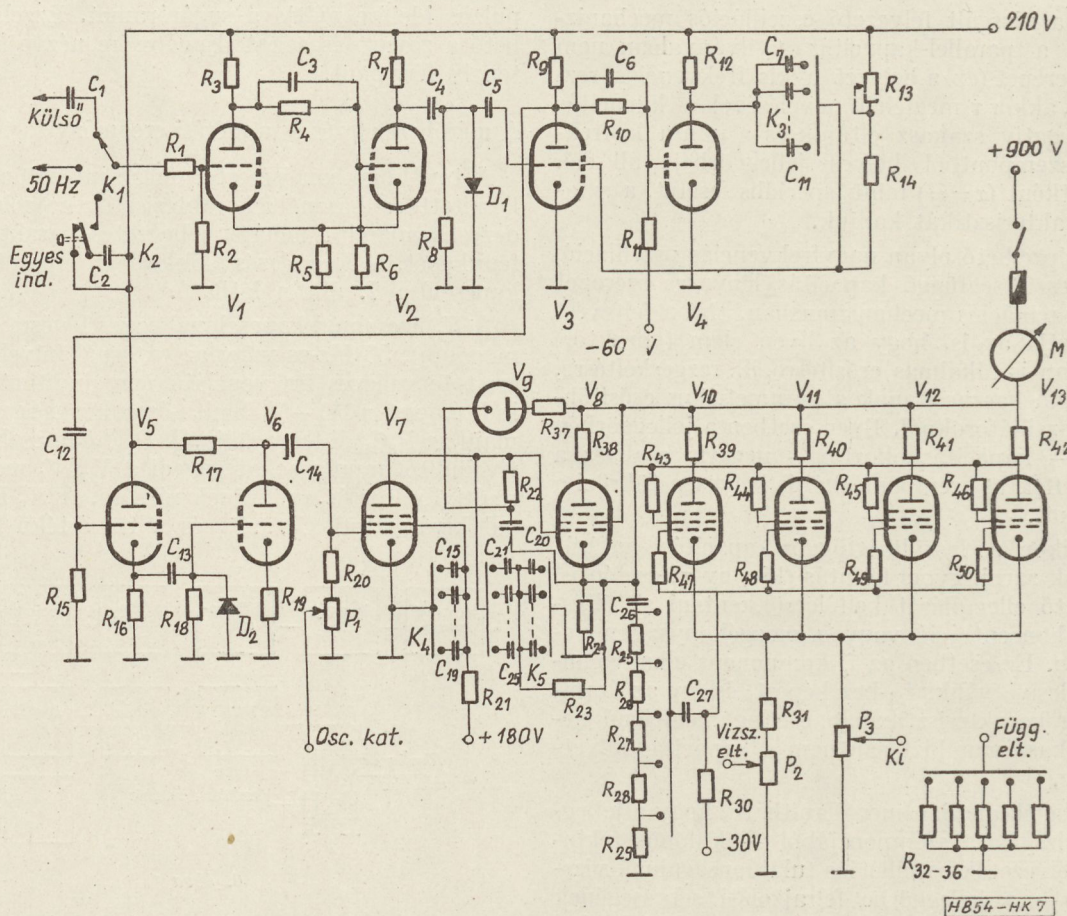 210 V
C1
Külső
R3
C3
R4
R7
C4
C5
R9
C6
R10
R12
C7
K3
C11
R13
+900 V
50 Hz
K1
R1
D1
R14
Egyes
ind.
C2
K2
R2
R5
R6
R8
R11
V1
V2
V3
V4
-60 V
M
V9
V5
V6
V7
V8
V10
V11
V12
V13
C12
R17
C14
R37
R38
R39
R40
R41
R42
R22
R43
R44
R45
R46
C13
C20
C15
C21
R15
R16
R18
D2
R19
R20
P1
K4
C19
R21
C25
K5
R24
R23
C26
R47
R48
R49
R50
R25
R26
R27
R28
R29
C27
R30
R31
Osc. kat.
+180V
Vizsz.
elt.
P2
P3
Ki
Függ.
elt.
-30V
R32-36
HB54-HK7